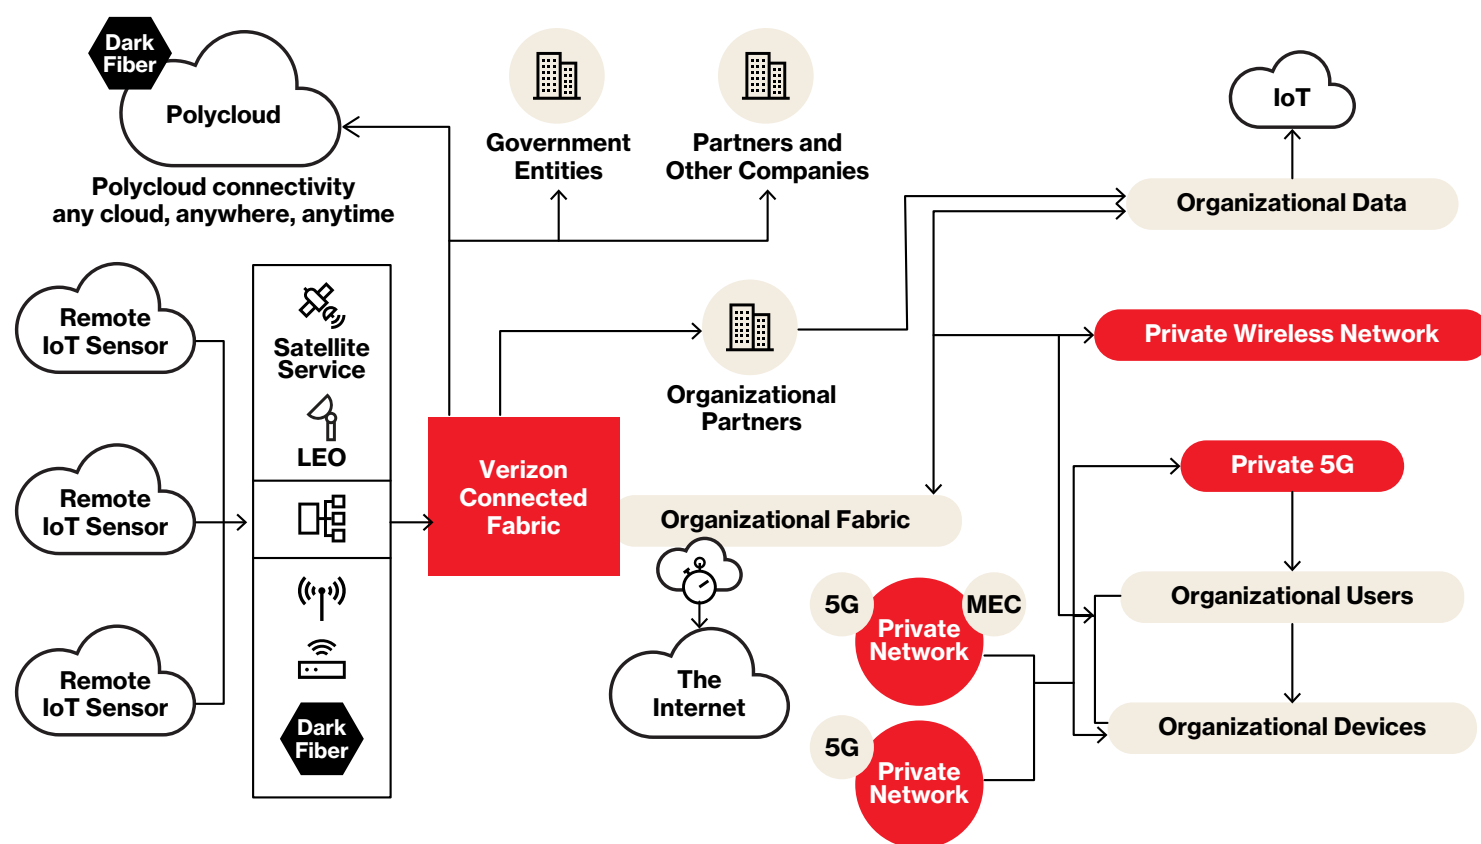 Dark
Fiber
Polycloud
Polycloud connectivity
any cloud, anywhere, anytime
Government
Entities
Partners and
Other Companies
IoT
Organizational Data
Remote
IoT Sensor
Remote
IoT Sensor
Remote
IoT Sensor
Satellite
Service
LEO
Dark
Fiber
Verizon
Connected
Fabric
Organizational
Partners
Organizational Fabric
The
Internet
Private Wireless Network
Private 5G
5G
Private
Network
MEC
5G
Private
Network
Organizational Users
Organizational Devices